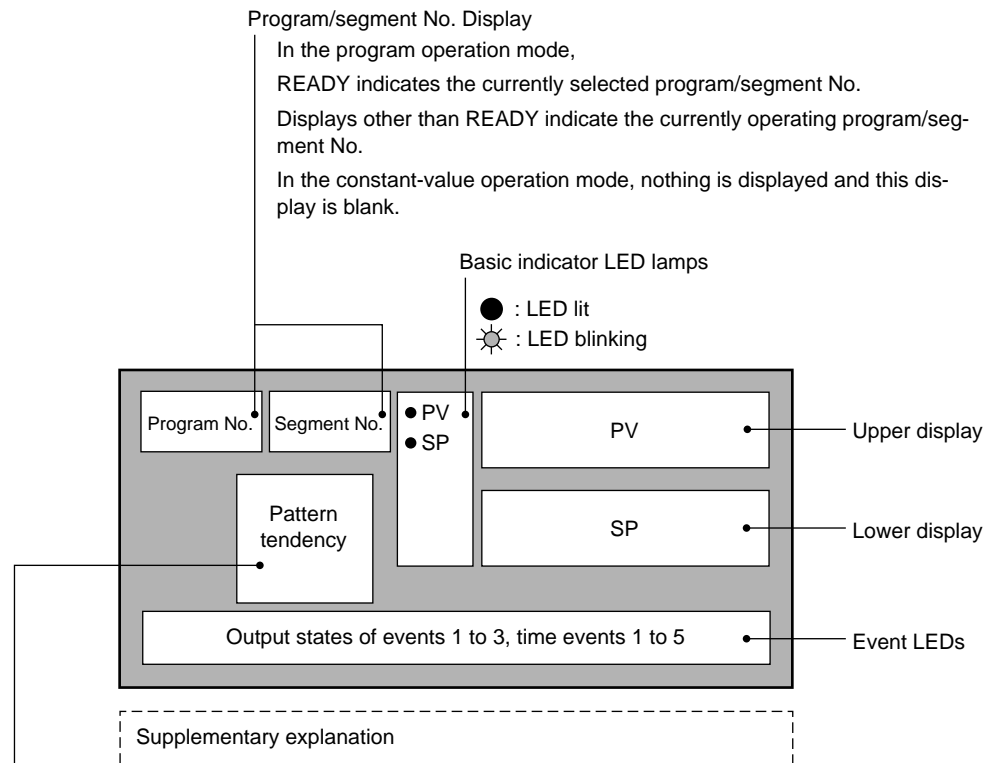 Program/segment No. Display
In the program operation mode,
READY indicates the currently selected program/segment No.
Displays other than READY indicate the currently operating program/seg-
ment No.
In the constant-value operation mode, nothing is displayed and this dis-
play is blank.
Basic indicator LED lamps
: LED lit
: LED blinking
Program No.
Segment No.
PV
SP
PV
Upper display
Pattern
tendency
SP
Lower display
Output states of events 1 to 3, time events 1 to 5
Event LEDs
Supplementary explanation